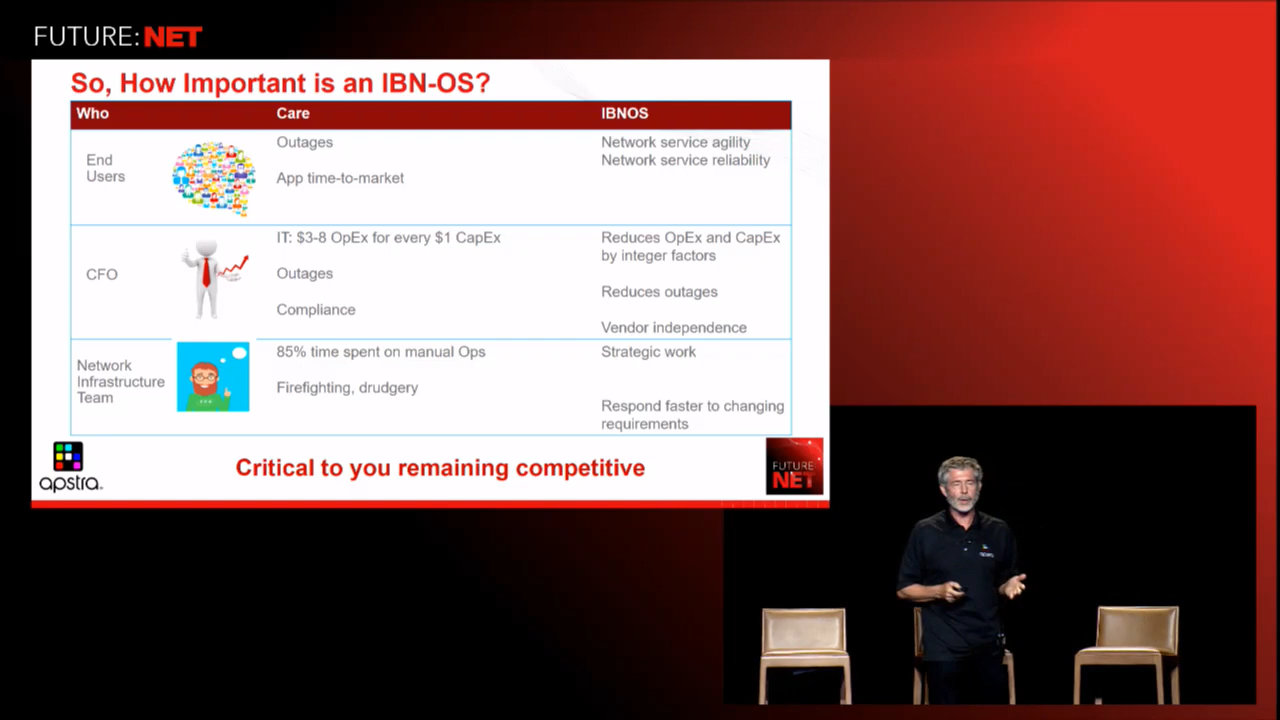 FUTURE:NET
So, How Important is an IBN-OS?
Who Care IBNOS
End
Users
Outages
App time-to-market
Network service agility
Network service reliability
CFO
IT: $3-8 OpEx for every $1 CapEx
Outages
Compliance
Reduces OpEx and CapEx
by integer factors
Reduces outages
Vendor independence
Network
Infrastructure
Team
85% time spent on manual Ops
Firefighting, drudgery
Strategic work
Respond faster to changing
requirements
apstra.
Critical to you remaining competitive
FUTURE:
NET